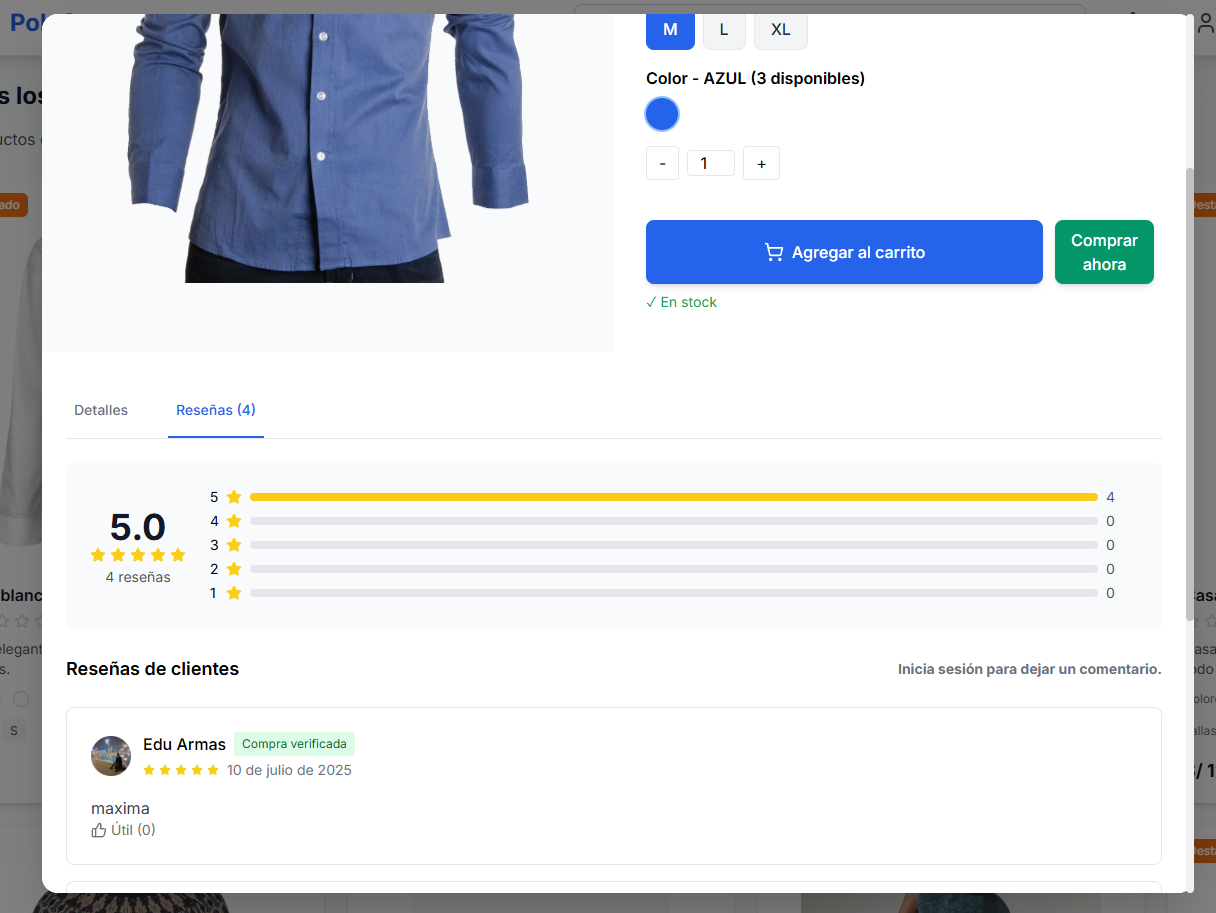 M
L
XL
Color - AZUL (3 disponibles)
-
1
+
Agregar al carrito
Comprar
ahora
✓ En stock
Detalles
Reseñas (4)
5.0
4 reseñas
5
4
4
0
3
0
2
0
1
0
Reseñas de clientes
Inicia sesión para dejar un comentario.
Edu Armas
Compra verificada
10 de julio de 2025
maxima
Útil (0)
S